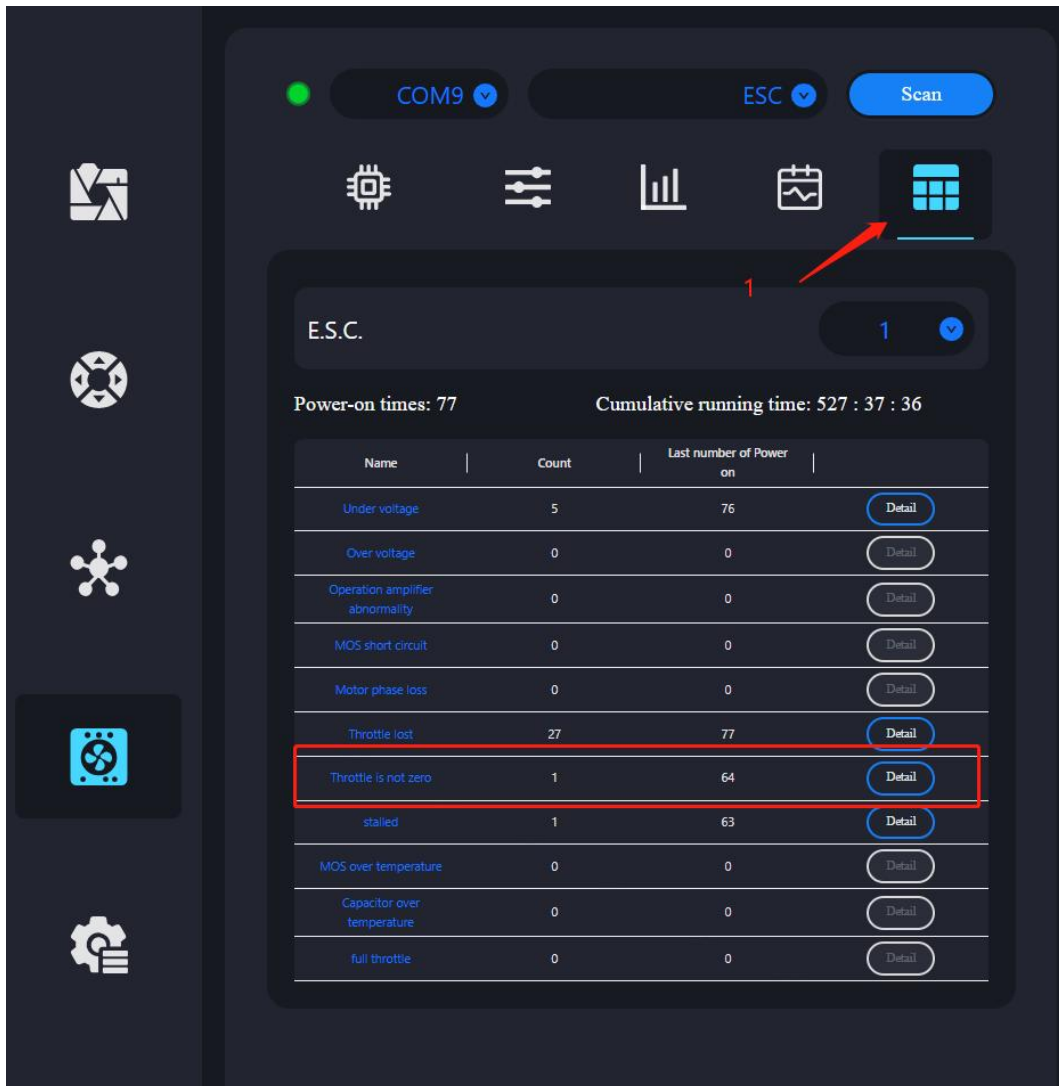 COM9 ESC Scan
1
E.S.C. 1
Power-on times: 77 Cumulative running time: 527 : 37 : 36
Name Count Last number of Power on
Under voltage 5 76 Detail
Over voltage 0 0 Detail
Operation amplifier abnormality 0 0 Detail
MOS short circuit 0 0 Detail
Motor phase loss 0 0 Detail
Throttle lost 27 77 Detail
Throttle is not zero 1 64 Detail
stalled 1 63 Detail
MOS over temperature 0 0 Detail
Capacitor over temperature 0 0 Detail
full throttle 0 0 Detail